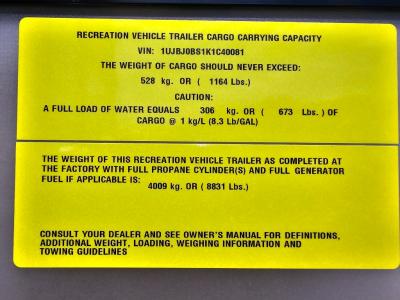 RECREATION VEHICLE TRAILER CARGO CARRYING CAPACITY
VIN: 1UJBJ0BS1K1C40081
THE WEIGHT OF CARGO SHOULD NEVER EXCEED:
528 kg. OR ( 1164 Lbs.)
CAUTION:
A FULL LOAD OF WATER EQUALS 306 kg. OR ( 673 Lbs. ) OF
CARGO @ 1 kg/L (8.3 Lb/GAL)
THE WEIGHT OF THIS RECREATION VEHICLE TRAILER AS COMPLETED AT
THE FACTORY WITH FULL PROPANE CYLINDER(S) AND FULL GENERATOR
FUEL IF APPLICABLE IS:
4009 kg. OR ( 8831 Lbs.)
CONSULT YOUR DEALER AND SEE OWNER'S MANUAL FOR DEFINITIONS,
ADDITIONAL WEIGHT, LOADING, WEIGHING INFORMATION AND
TOWING GUIDELINES